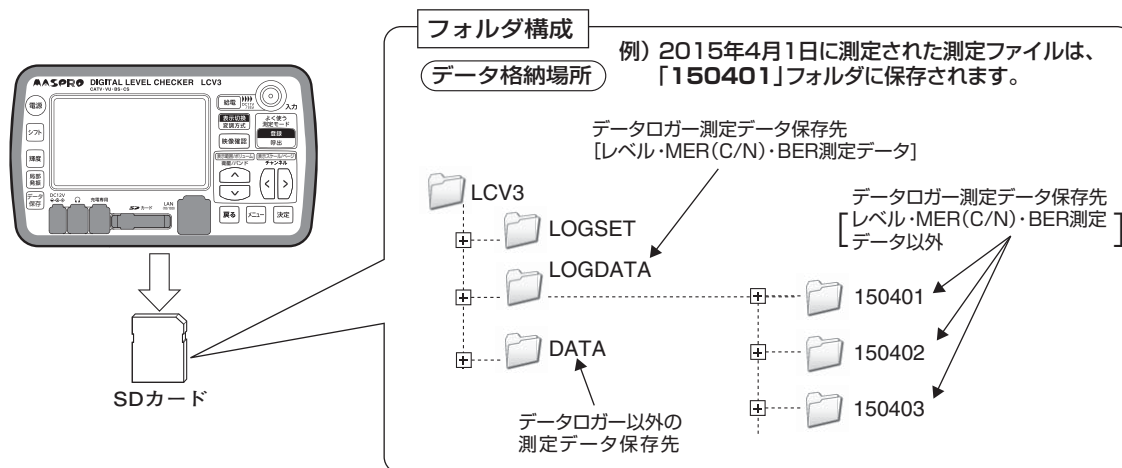 フォルダ構成
データ格納場所
例) 2015年4月1日に測定された測定ファイルは、
「150401」フォルダに保存されます。
MASPRO DIGITAL LEVEL CHECKER LCV3
CATV・VU・BS・CS
電源
シフト
輝度
局部
発振
データ
保存
給電
入力
表示切換
変調方式
よく使う
測定モード
登録
呼出
映像確認
画面/バンド
チャンネル
戻る
メニュー
決定
DC12V
充電専用
SDカード
LAN
SDカード
データロガー測定データ保存先
[レベル・MER(C/N)・BER測定データ]
データロガー測定データ保存先
[レベル・MER(C/N)・BER測定
データ以外]
LCV3
LOGSET
LOGDATA
DATA
150401
150402
150403
データロガー以外の
測定データ保存先